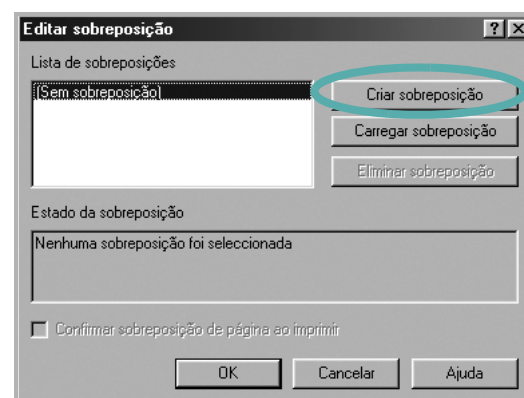 Editar sobreposição
Lista de sobreposições
(Sem sobreposição)
Criar sobreposição
Carregar sobreposição
Eliminar sobreposição
Estado da sobreposição
Nenhuma sobreposição foi seleccionada
Confirmar sobreposição de página ao imprimir
OK
Cancelar
Ajuda